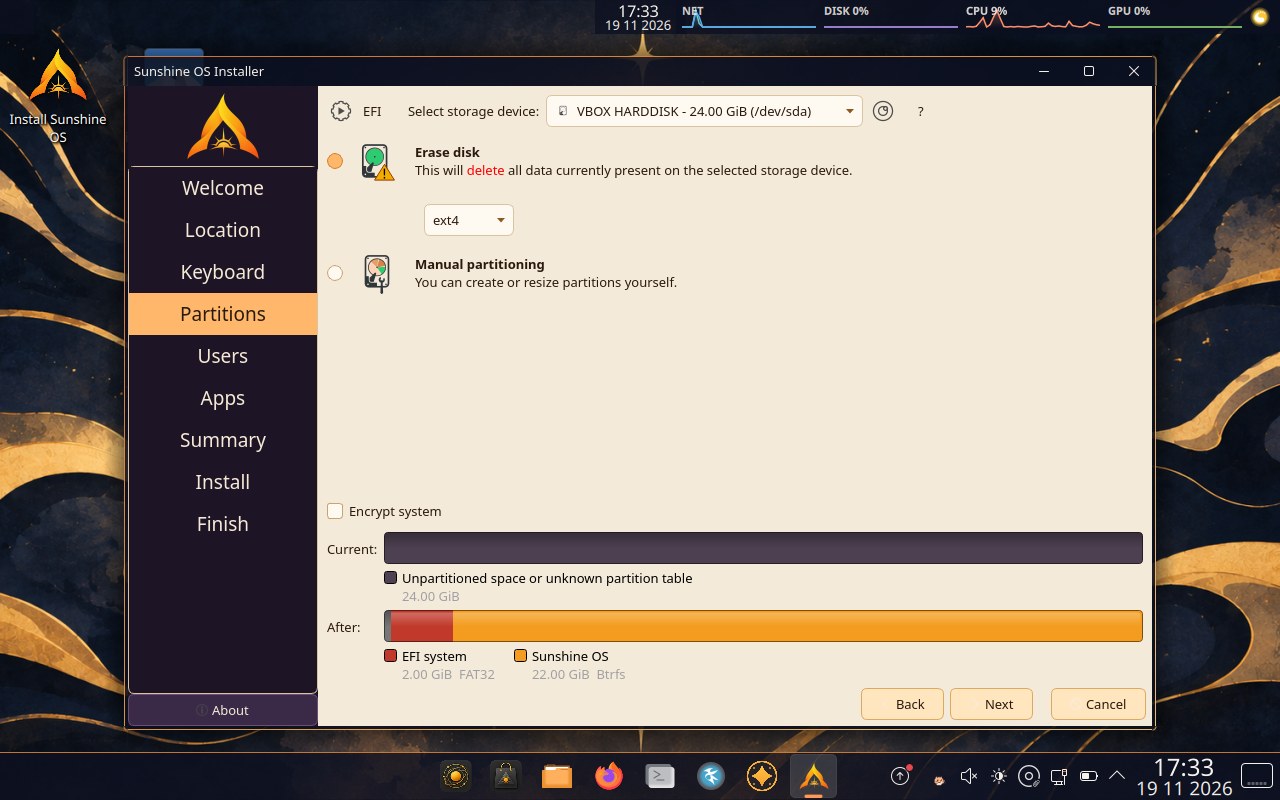 17:33
19 11 2026
NET
DISK 0%
CPU 9%
GPU 0%
Install Sunshine
OS
Sunshine OS Installer
EFI
Select storage device:
VBOX HARDDISK - 24.00 GiB (/dev/sda)
?
Welcome
Location
Keyboard
Partitions
Users
Apps
Summary
Install
Finish
About
Erase disk
This will delete all data currently present on the selected storage device.
ext4
Manual partitioning
You can create or resize partitions yourself.
Encrypt system
Current:
Unpartitioned space or unknown partition table
24.00 GiB
After:
EFI system
2.00 GiB FAT32
Sunshine OS
22.00 GiB Btrfs
Back
Next
Cancel
17:33
19 11 2026